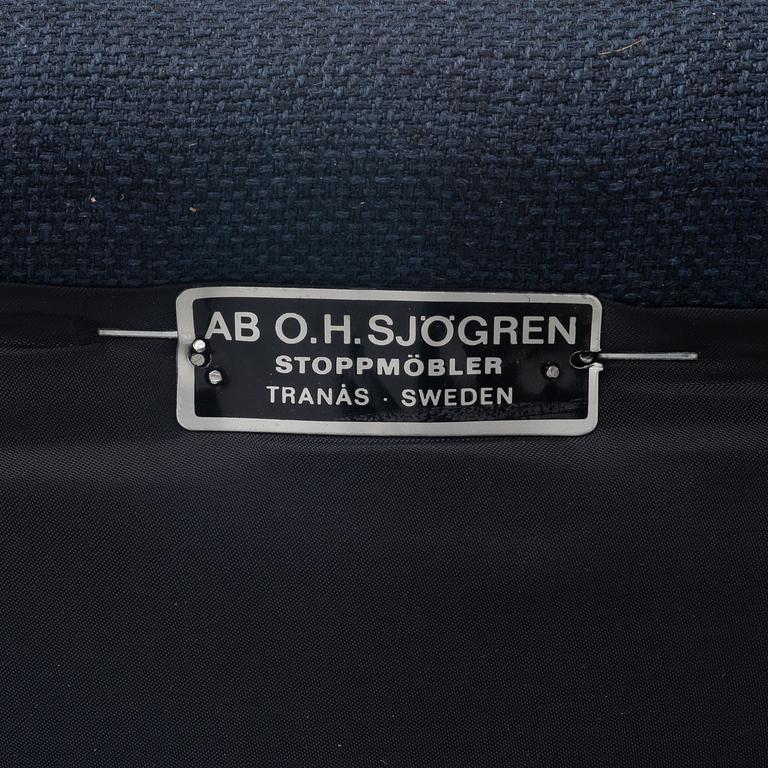 AB O.H. SJÖGREN
STOPPMÖBLER
TRANÅS · SWEDEN